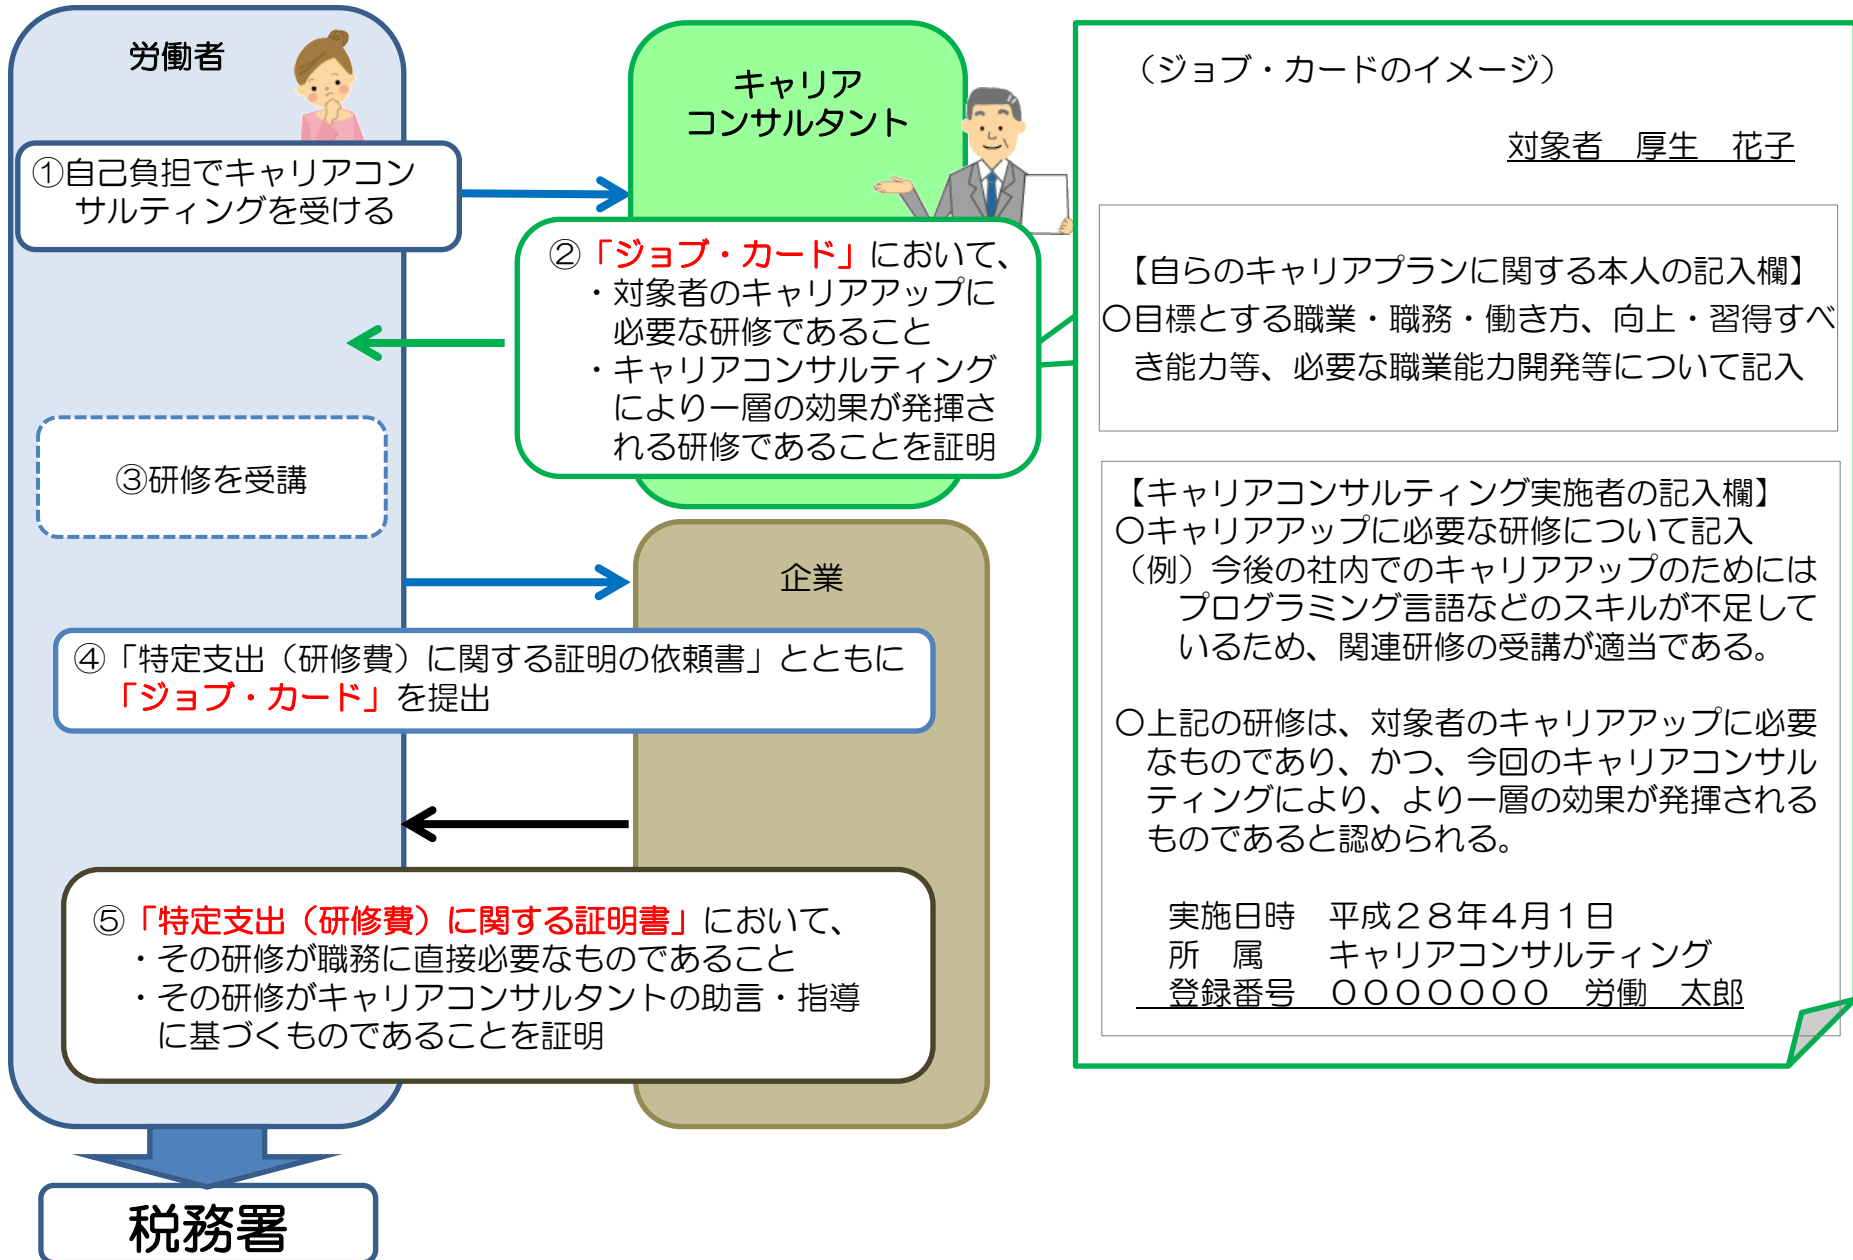 労働者
①自己負担でキャリアコン
サルティングを受ける
キャリア
コンサルタント
②「ジョブ・カード」において、
・対象者のキャリアアップに
必要な研修であること
・キャリアコンサルティング
により一層の効果が発揮さ
れる研修であることを証明
③研修を受講
企業
④「特定支出（研修費）に関する証明の依頼書」とともに
「ジョブ・カード」を提出
⑤「特定支出（研修費）に関する証明書」において、
・その研修が職務に直接必要なものであること
・その研修がキャリアコンサルタントの助言・指導
に基づくものであることを証明
税務署
（ジョブ・カードのイメージ）
対象者　厚生　花子
【自らのキャリアプランに関する本人の記入欄】
○目標とする職業・職務・働き方、向上・習得すべ
き能力等、必要な職業能力開発等について記入
【キャリアコンサルティング実施者の記入欄】
○キャリアアップに必要な研修について記入
（例）今後の社内でのキャリアアップのためには
プログラミング言語などのスキルが不足して
いるため、関連研修の受講が適当である。
○上記の研修は、対象者のキャリアアップに必要
なものであり、かつ、今回のキャリアコンサル
ティングにより、より一層の効果が発揮される
ものであると認められる。
実施日時　平成２８年４月１日
所　属　　キャリアコンサルティング
登録番号　０００００００　労働　太郎